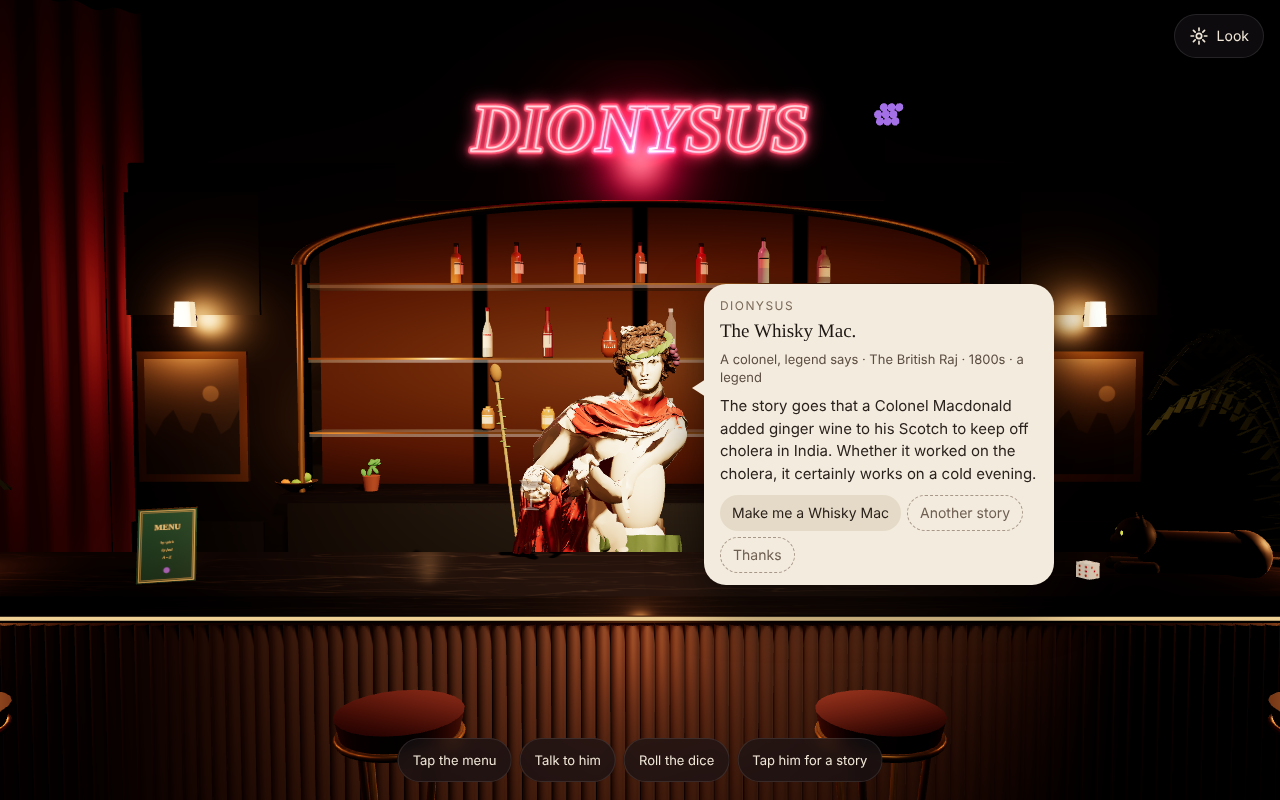 Look
DIONYSUS
DIONYSUS
The Whisky Mac.
A colonel, legend says · The British Raj · 1800s · a
legend
The story goes that a Colonel Macdonald
added ginger wine to his Scotch to keep off
cholera in India. Whether it worked on the
cholera, it certainly works on a cold evening.
Make me a Whisky Mac
Another story
Thanks
MENU
Tap the menu
Talk to him
Roll the dice
Tap him for a story